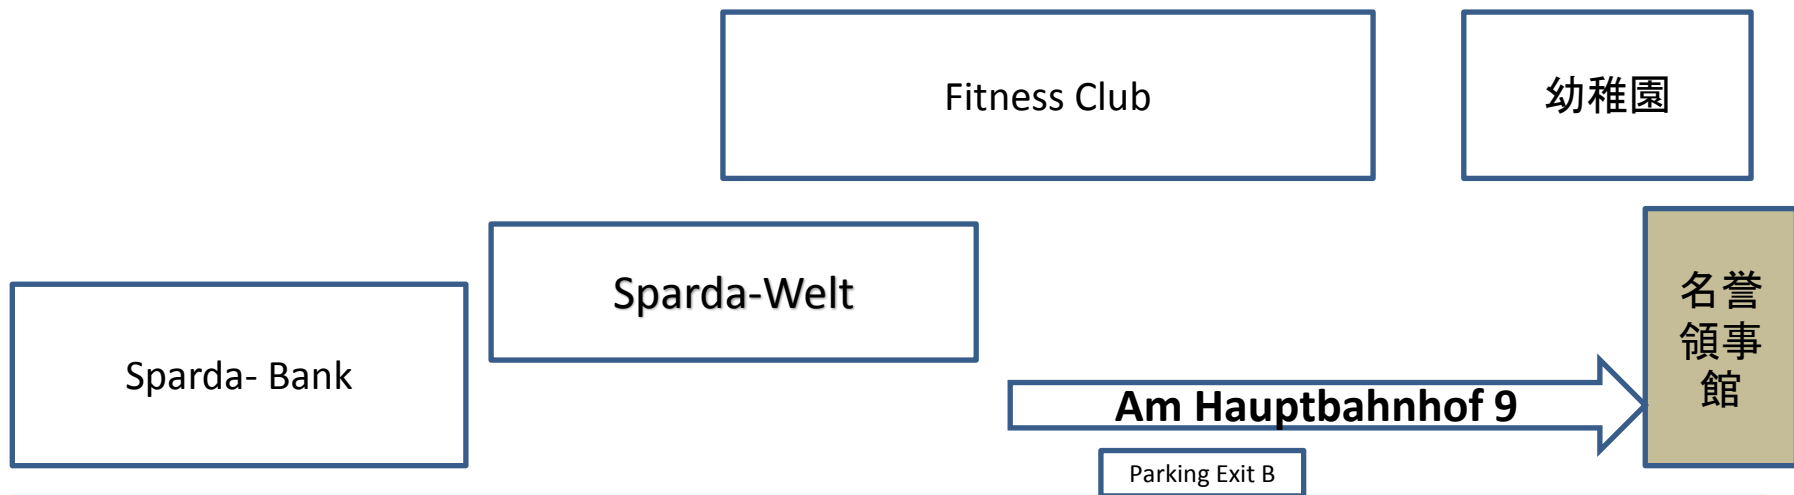 Fitness Club
幼稚園
Sparda-Welt
Sparda- Bank
名誉
領事
館
Am Hauptbahnhof 9
Parking Exit B